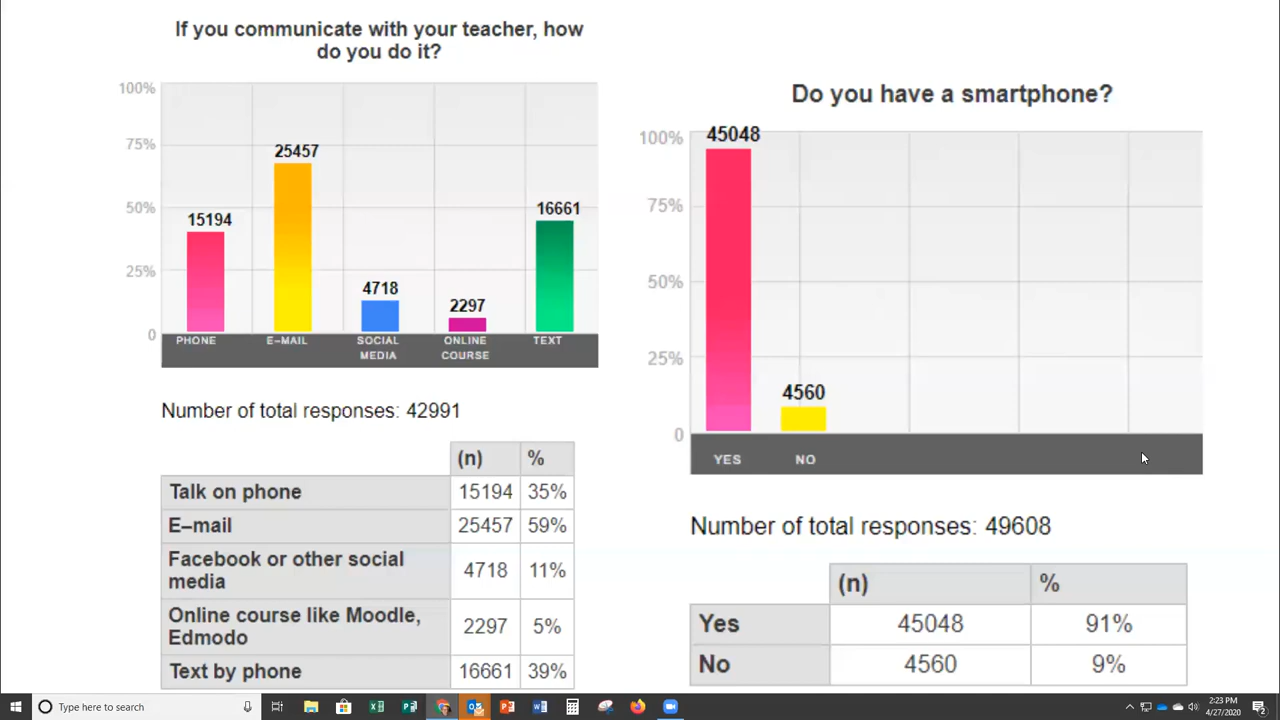 If you communicate with your teacher, how
do you do it?
100%
75%
50%
25%
0
15194
25457
4718
2297
16661
PHONE
E-MAIL
SOCIAL
MEDIA
ONLINE
COURSE
TEXT
Number of total responses: 42991
(n) %
Talk on phone 15194 35%
E–mail 25457 59%
Facebook or other social
media 4718 11%
Online course like Moodle,
Edmodo 2297 5%
Text by phone 16661 39%
Do you have a smartphone?
100%
75%
50%
25%
0
45048
4560
YES
NO
Number of total responses: 49608
(n) %
Yes 45048 91%
No 4560 9%
Type here to search
2:23 PM
4/27/2020